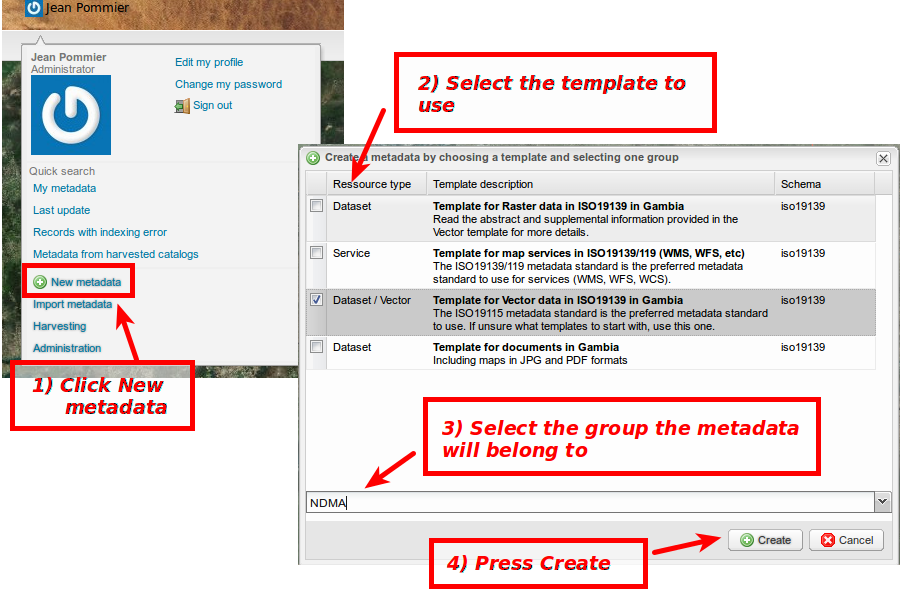 Jean Pommier
Jean Pommier
Administrator
Edit my profile
Change my password
Sign out
Quick search
My metadata
Last update
Records with indexing error
Metadata from harvested catalogs
New metadata
Import metadata
Harvesting
Administration
1) Click New
metadata
2) Select the template to
use
Create a metadata by choosing a template and selecting one group
Ressource type Template description Schema
Dataset Template for Raster data in ISO19139 in Gambia iso19139
Read the abstract and supplemental information provided in the
Vector template for more details.
Service Template for map services in ISO19139/119 (WMS, WFS, etc) iso19139
The ISO19139/119 metadata standard is the preferred metadata
standard to use for services (WMS, WFS, WCS).
Dataset / Vector Template for Vector data in ISO19139 in Gambia iso19139
The ISO19115 metadata standard is the preferred metadata standard
to use. If unsure what templates to start with, use this one.
Dataset Template for documents in Gambia iso19139
Including maps in JPG and PDF formats
3) Select the group the metadata
will belong to
NDMA
Create Cancel
4) Press Create